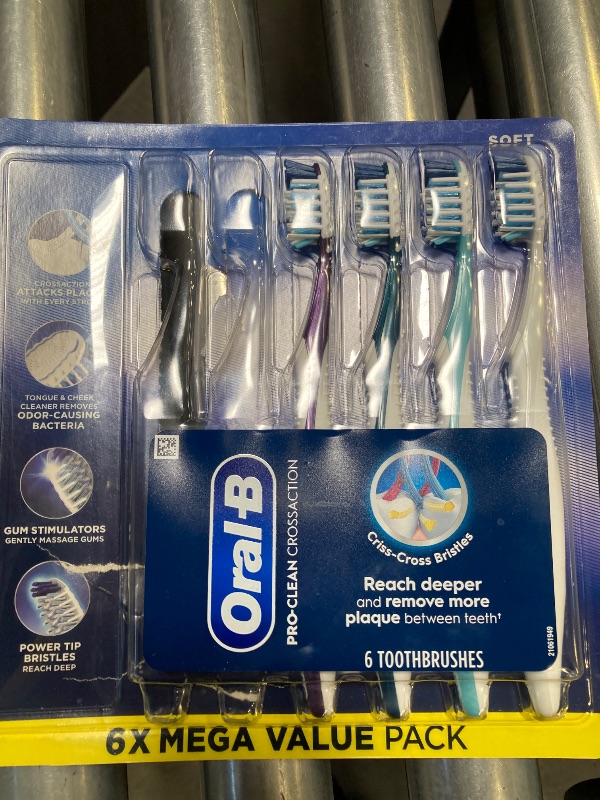 SOFT
CROSSACTION
ATTACKS
WITH EVERY
TONGUE & CHEEK
CLEANER REMOVES
ODOR-CAUSING
BACTERIA
GUM STIMULATORS
GENTLY MASSAGE GUMS
POWER TIP
BRISTLES
REACH DEEP
Oral-B
PRO-CLEAN CROSSACTION
Criss-Cross Bristles
Reach deeper
and remove more
plaque between teeth†
6 TOOTHBRUSHES
21061949
6X MEGA VALUE PACK